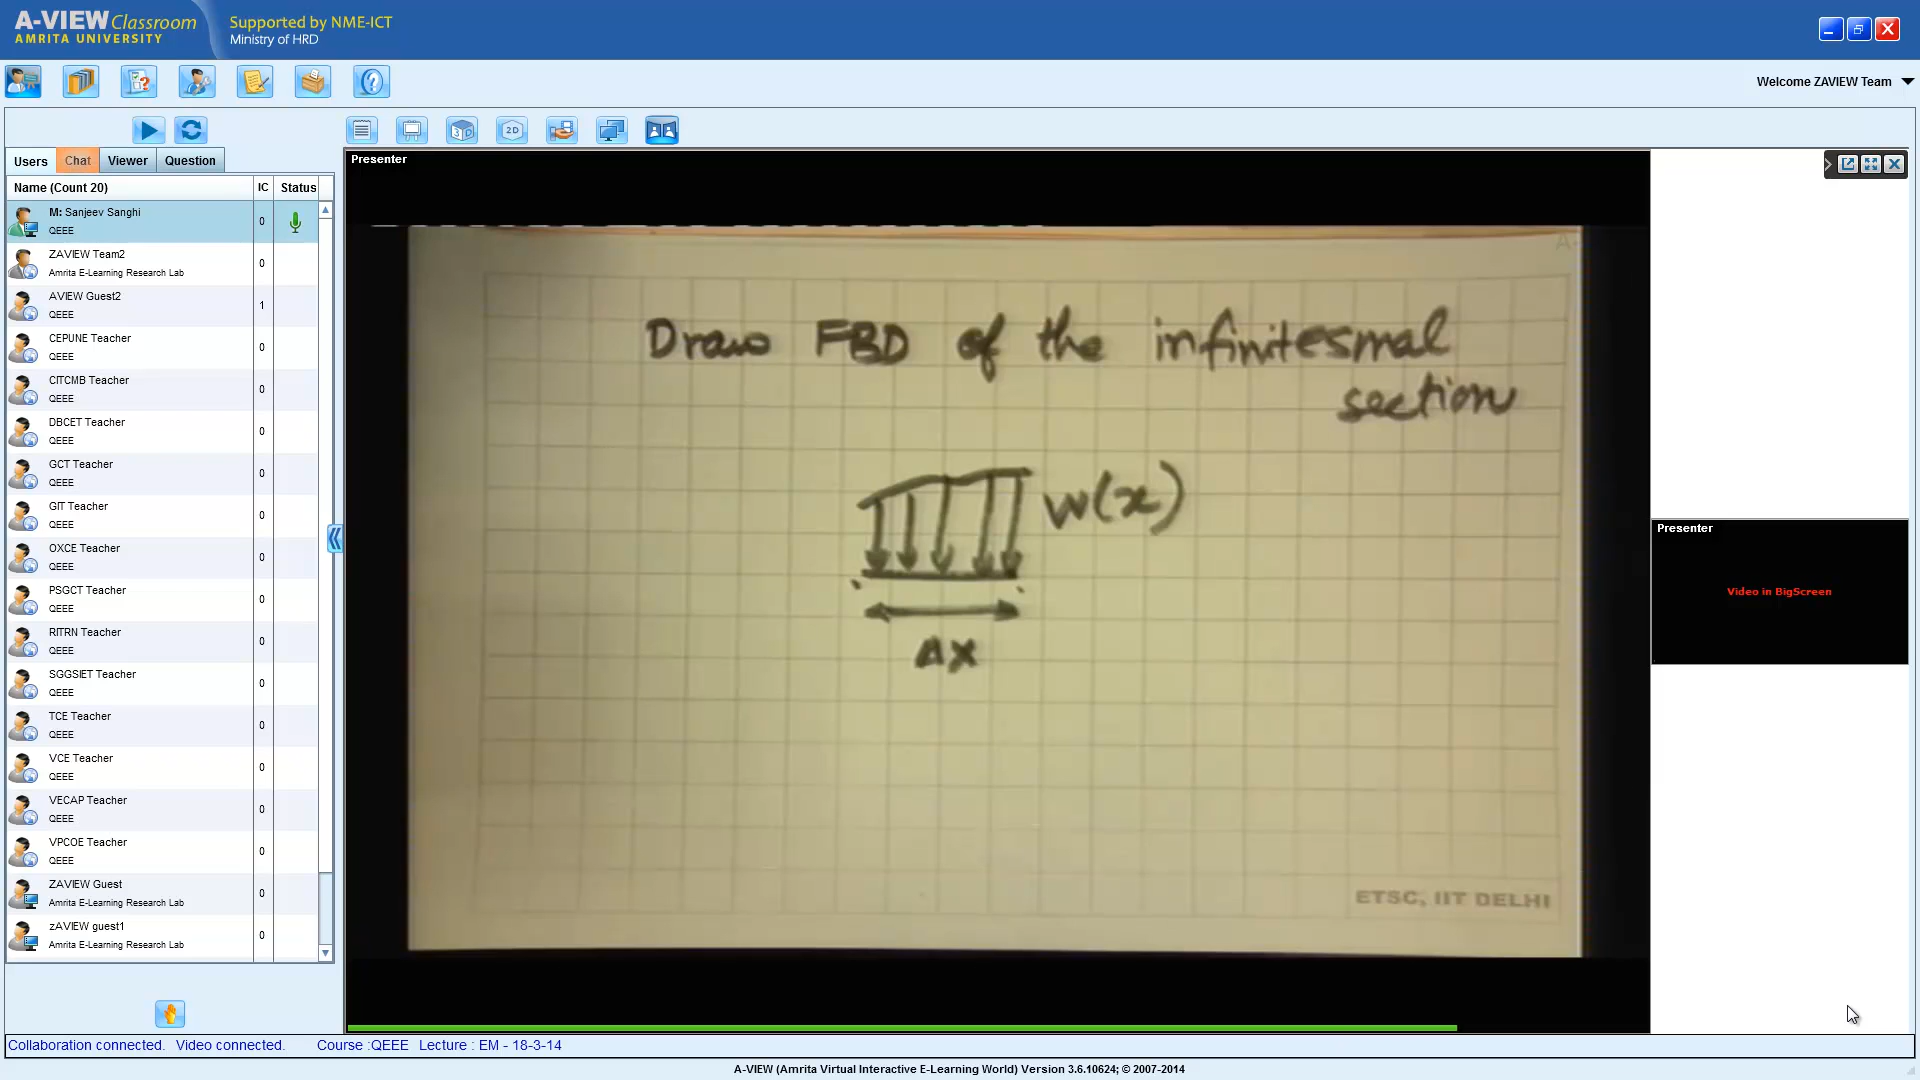 A-VIEW Classroom
AMRITA UNIVERSITY
Supported by NME-ICT
Ministry of HRD
Welcome ZAVIEW Team
Users Chat Viewer Question
Name (Count 20) IC Status
M: Sanjeev Sanghi
QEEE
0
ZAVIEW Team2
Amrita E-Learning Research Lab
0
AVIEW Guest2
QEEE
1
CEPUNE Teacher
QEEE
0
CITCMB Teacher
QEEE
0
DBCET Teacher
QEEE
0
GCT Teacher
QEEE
0
GIT Teacher
QEEE
0
OXCE Teacher
QEEE
0
PSGCT Teacher
QEEE
0
RITRN Teacher
QEEE
0
SGGSIET Teacher
QEEE
0
TCE Teacher
QEEE
0
VCE Teacher
QEEE
0
VECAP Teacher
QEEE
0
VPCOE Teacher
QEEE
0
ZAVIEW Guest
Amrita E-Learning Research Lab
0
zAVIEW guest1
Amrita E-Learning Research Lab
0
3D
2D
Presenter
Draw FBD of the infinitesmal
section
w(x)
Δx
ETSC, IIT DELHI
Presenter
Video in BigScreen
Collaboration connected. Video connected. Course :QEEE Lecture : EM - 18-3-14
A-VIEW (Amrita Virtual Interactive E-Learning World) Version 3.6.10624; © 2007-2014